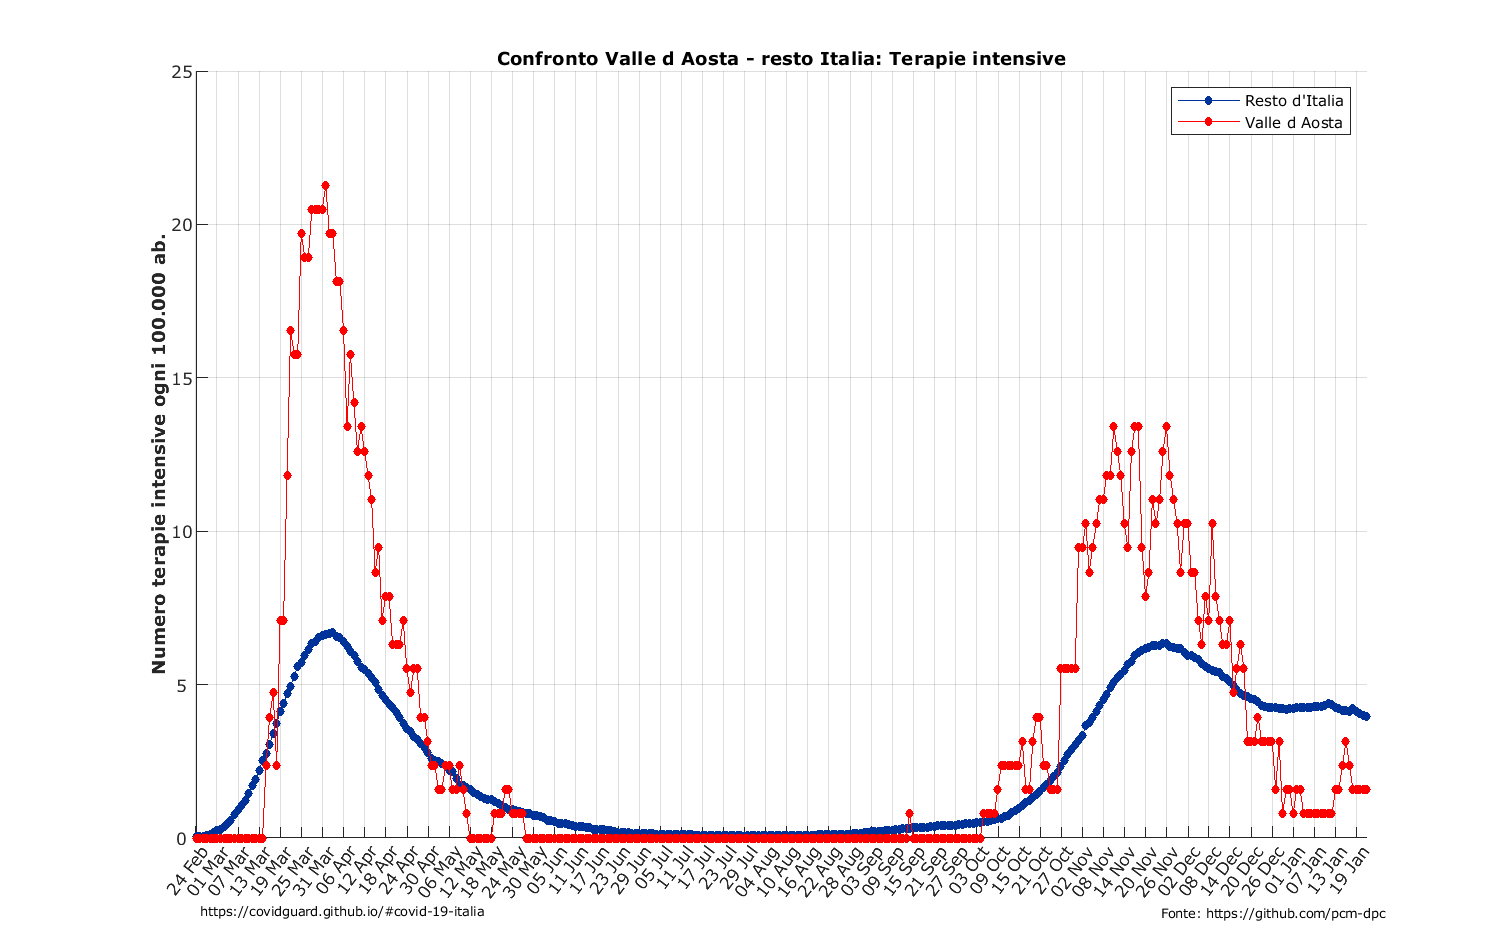 Confronto Valle d Aosta - resto Italia: Terapie intensive
Resto d'Italia
Valle d Aosta
Numero terapie intensive ogni 100.000 ab.
25
20
15
10
5
0
24 Feb
01 Mar
07 Mar
13 Mar
19 Mar
25 Mar
31 Mar
06 Apr
12 Apr
18 Apr
24 Apr
30 Apr
06 May
12 May
18 May
24 May
30 May
05 Jun
11 Jun
17 Jun
23 Jun
29 Jun
05 Jul
11 Jul
17 Jul
23 Jul
29 Jul
04 Aug
10 Aug
16 Aug
22 Aug
28 Aug
03 Sep
09 Sep
15 Sep
21 Sep
27 Sep
03 Oct
09 Oct
15 Oct
21 Oct
27 Oct
02 Nov
08 Nov
14 Nov
20 Nov
26 Nov
02 Dec
08 Dec
14 Dec
20 Dec
26 Dec
01 Jan
07 Jan
13 Jan
19 Jan
https://covidguard.github.io/#covid-19-italia
Fonte: https://github.com/pcm-dpc